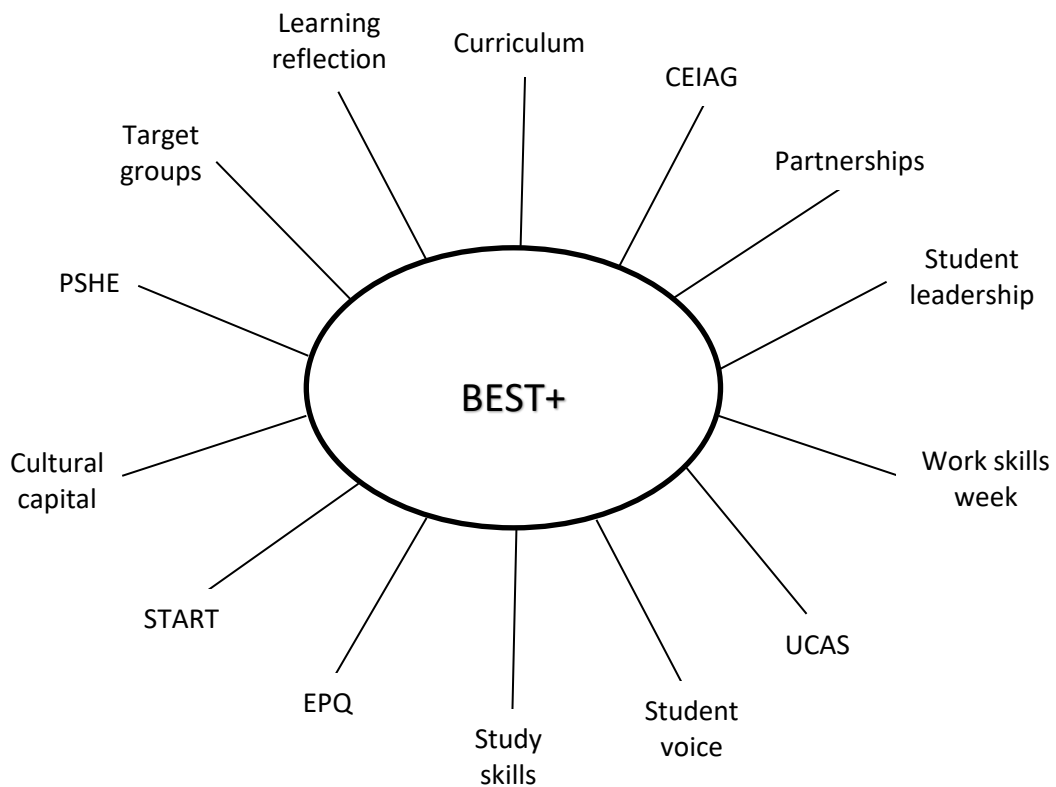 Learning
reflection
Curriculum
CEIAG
Partnerships
Student
leadership
Work skills
week
UCAS
Student
voice
Study
skills
EPQ
START
Cultural
capital
PSHE
Target
groups
BEST+